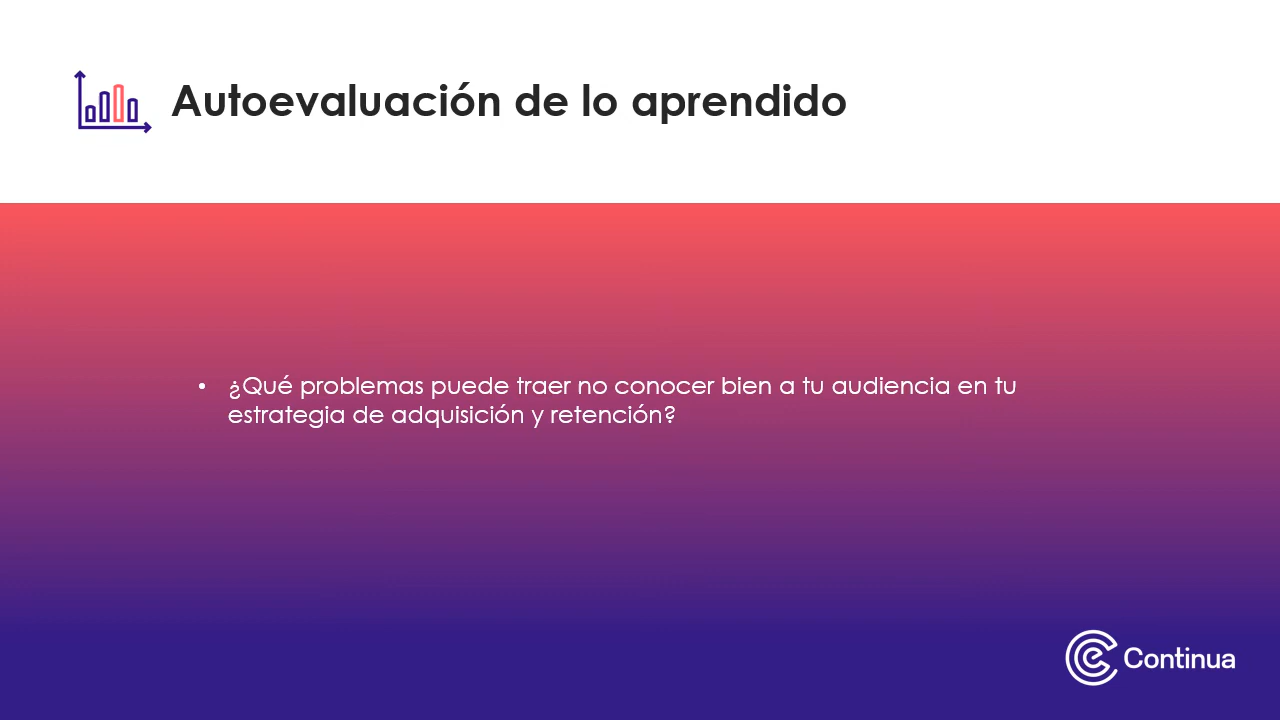 Autoevaluación de lo aprendido
• ¿Qué problemas puede traer no conocer bien a tu audiencia en tu
estrategia de adquisición y retención?
Continua